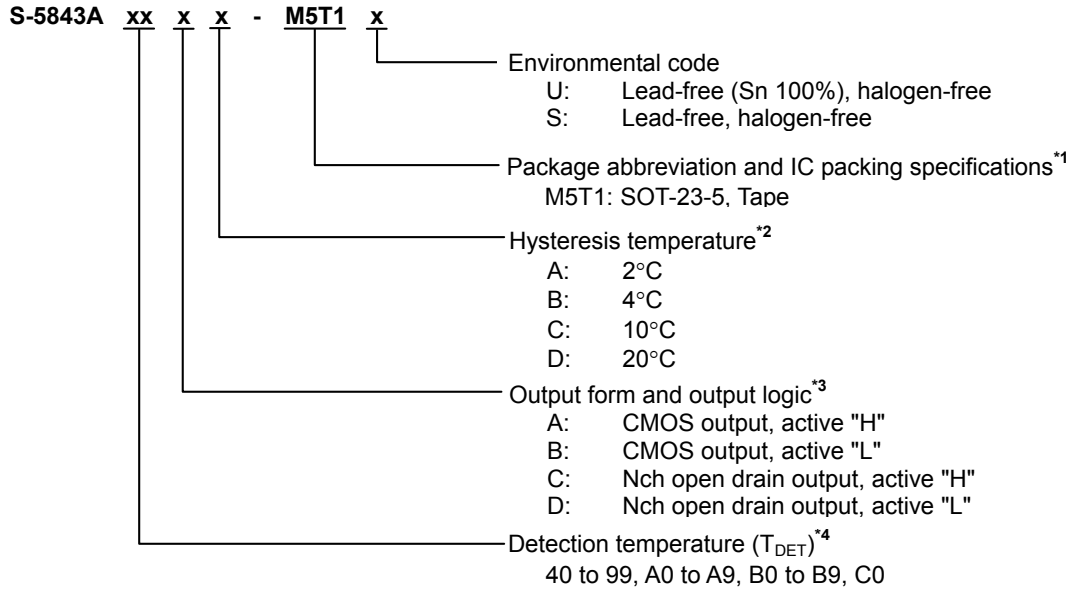 S-5843A xx x x - M5T1 x
Environmental code
U: Lead-free (Sn 100%), halogen-free
S: Lead-free, halogen-free
Package abbreviation and IC packing specifications*1
M5T1: SOT-23-5, Tape
Hysteresis temperature*2
A: 2°C
B: 4°C
C: 10°C
D: 20°C
Output form and output logic*3
A: CMOS output, active "H"
B: CMOS output, active "L"
C: Nch open drain output, active "H"
D: Nch open drain output, active "L"
Detection temperature (TDET)*4
40 to 99, A0 to A9, B0 to B9, C0